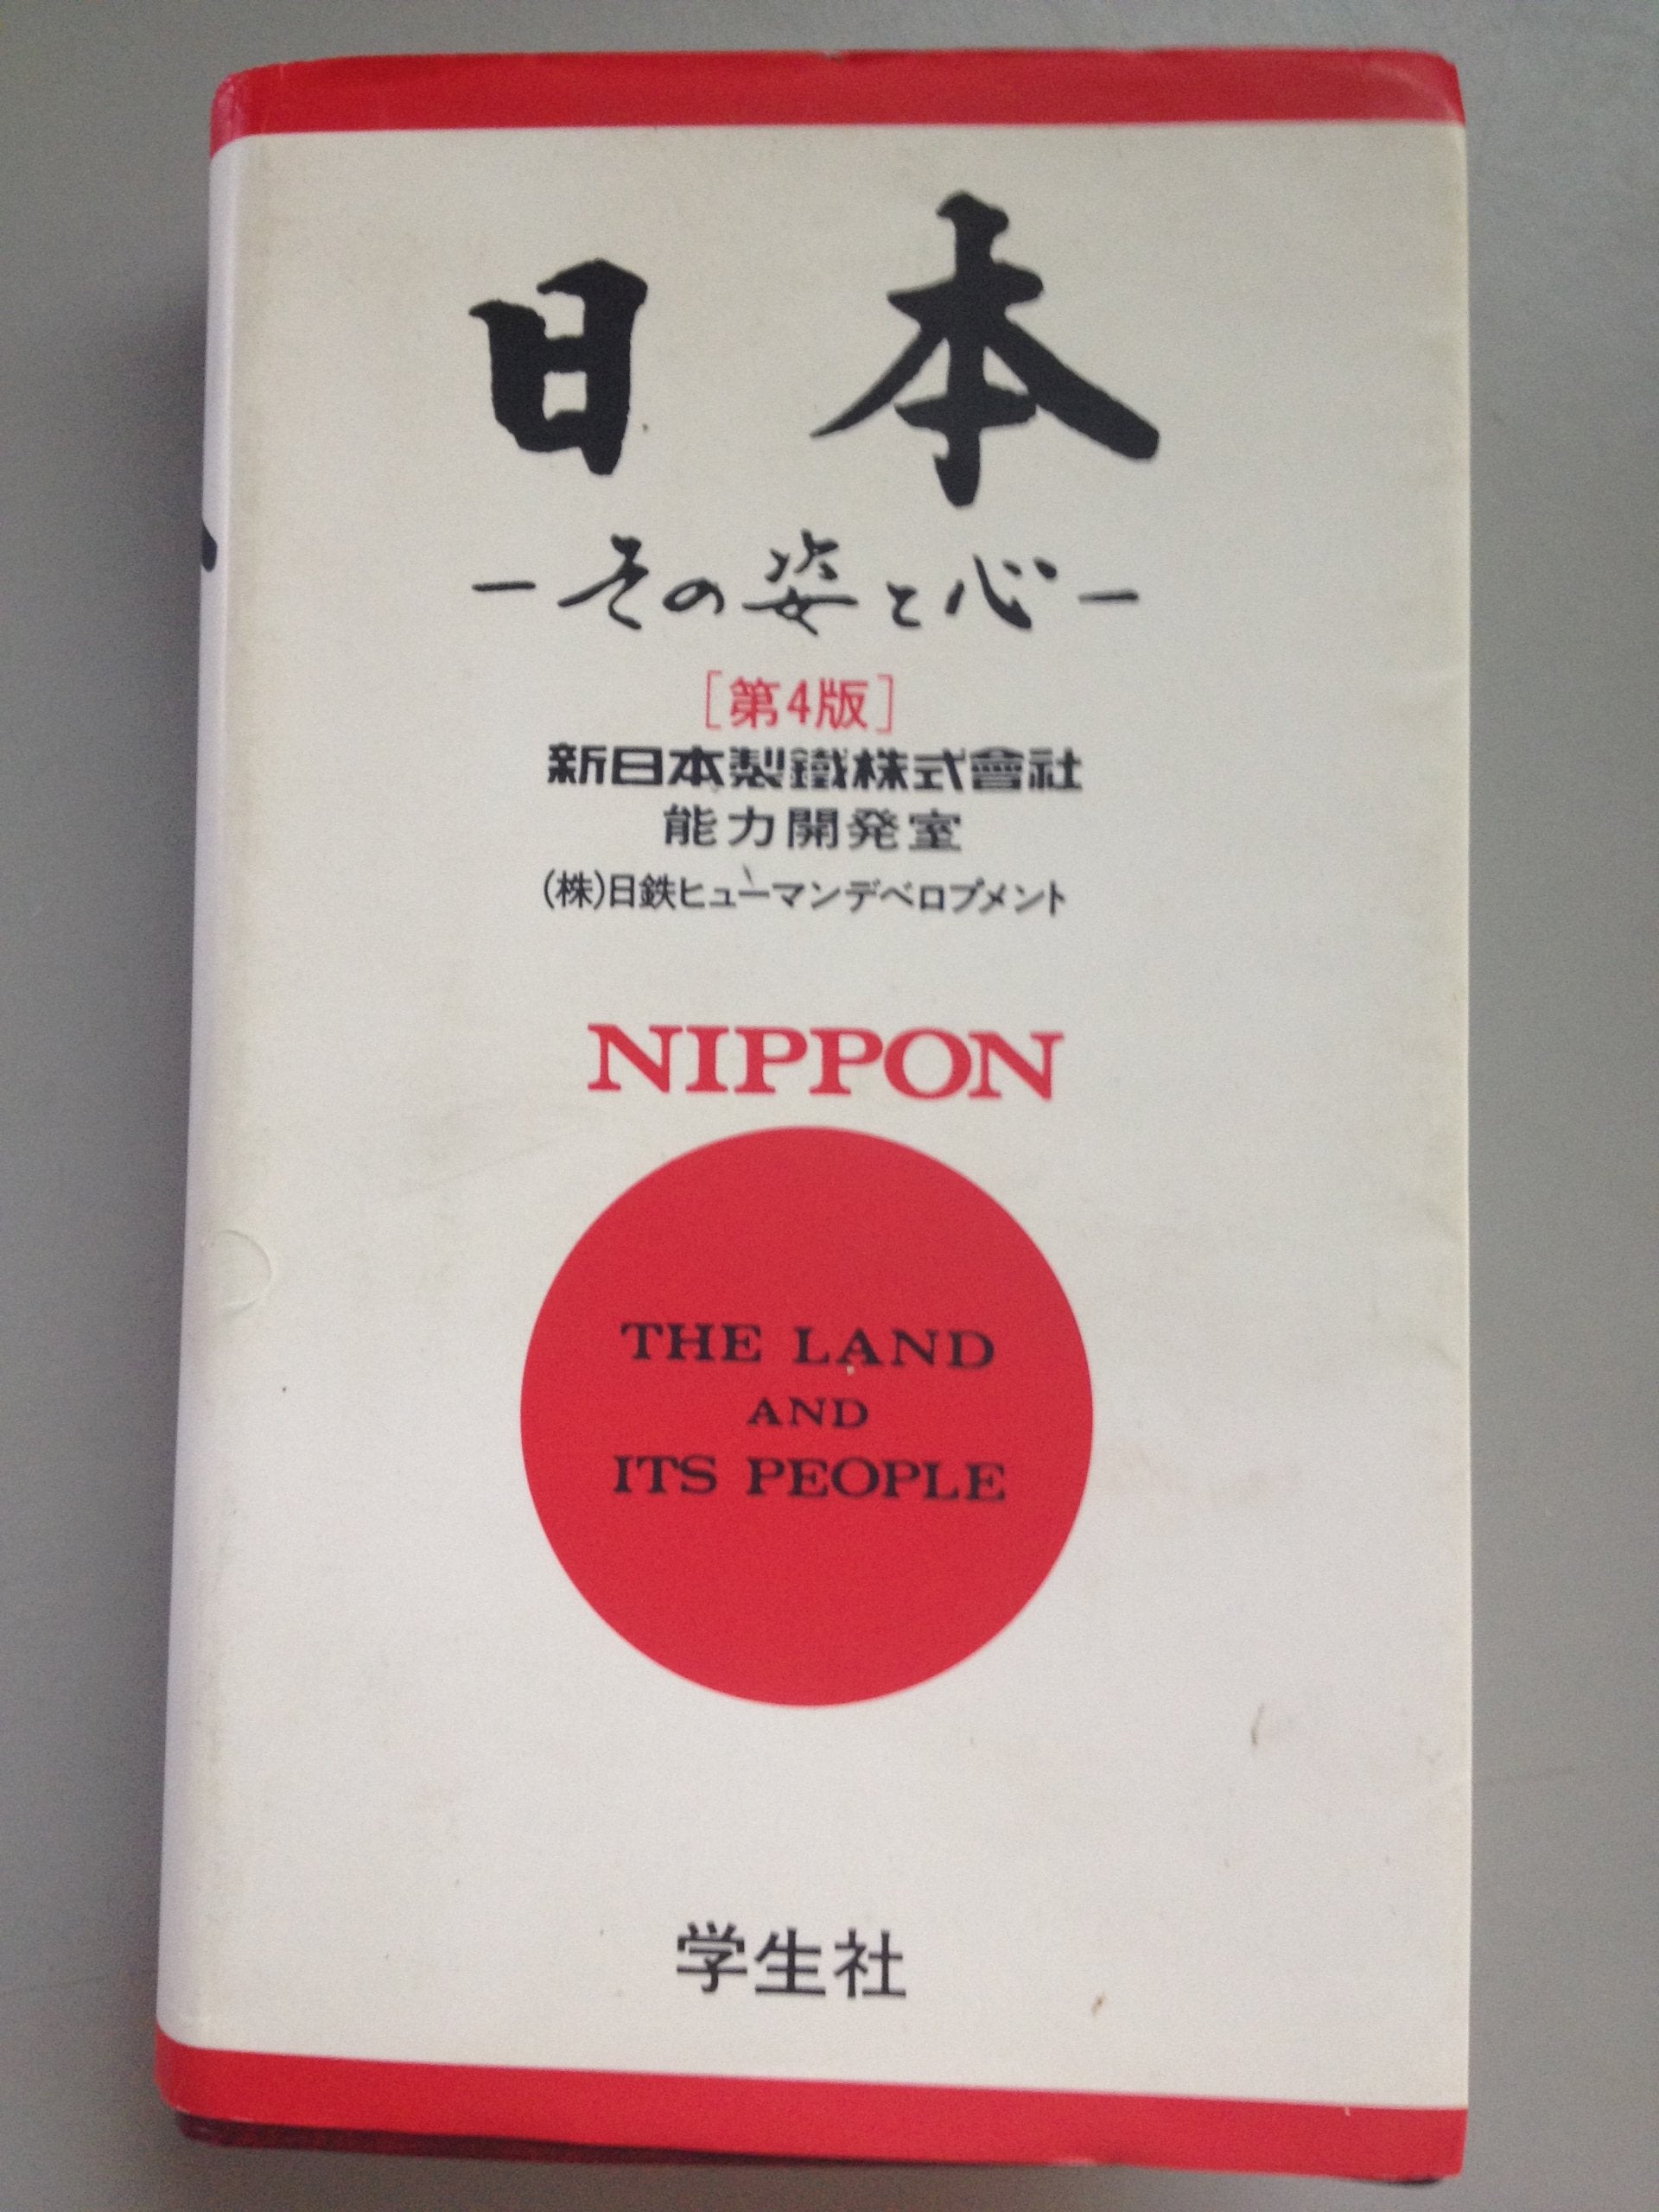 日本
－その姿と心－
［第4版］
新日本製鐵株式會社
能力開発室
(株)日鉄ヒューマンデベロプメント
NIPPON
THE LAND
AND
ITS PEOPLE
学生社